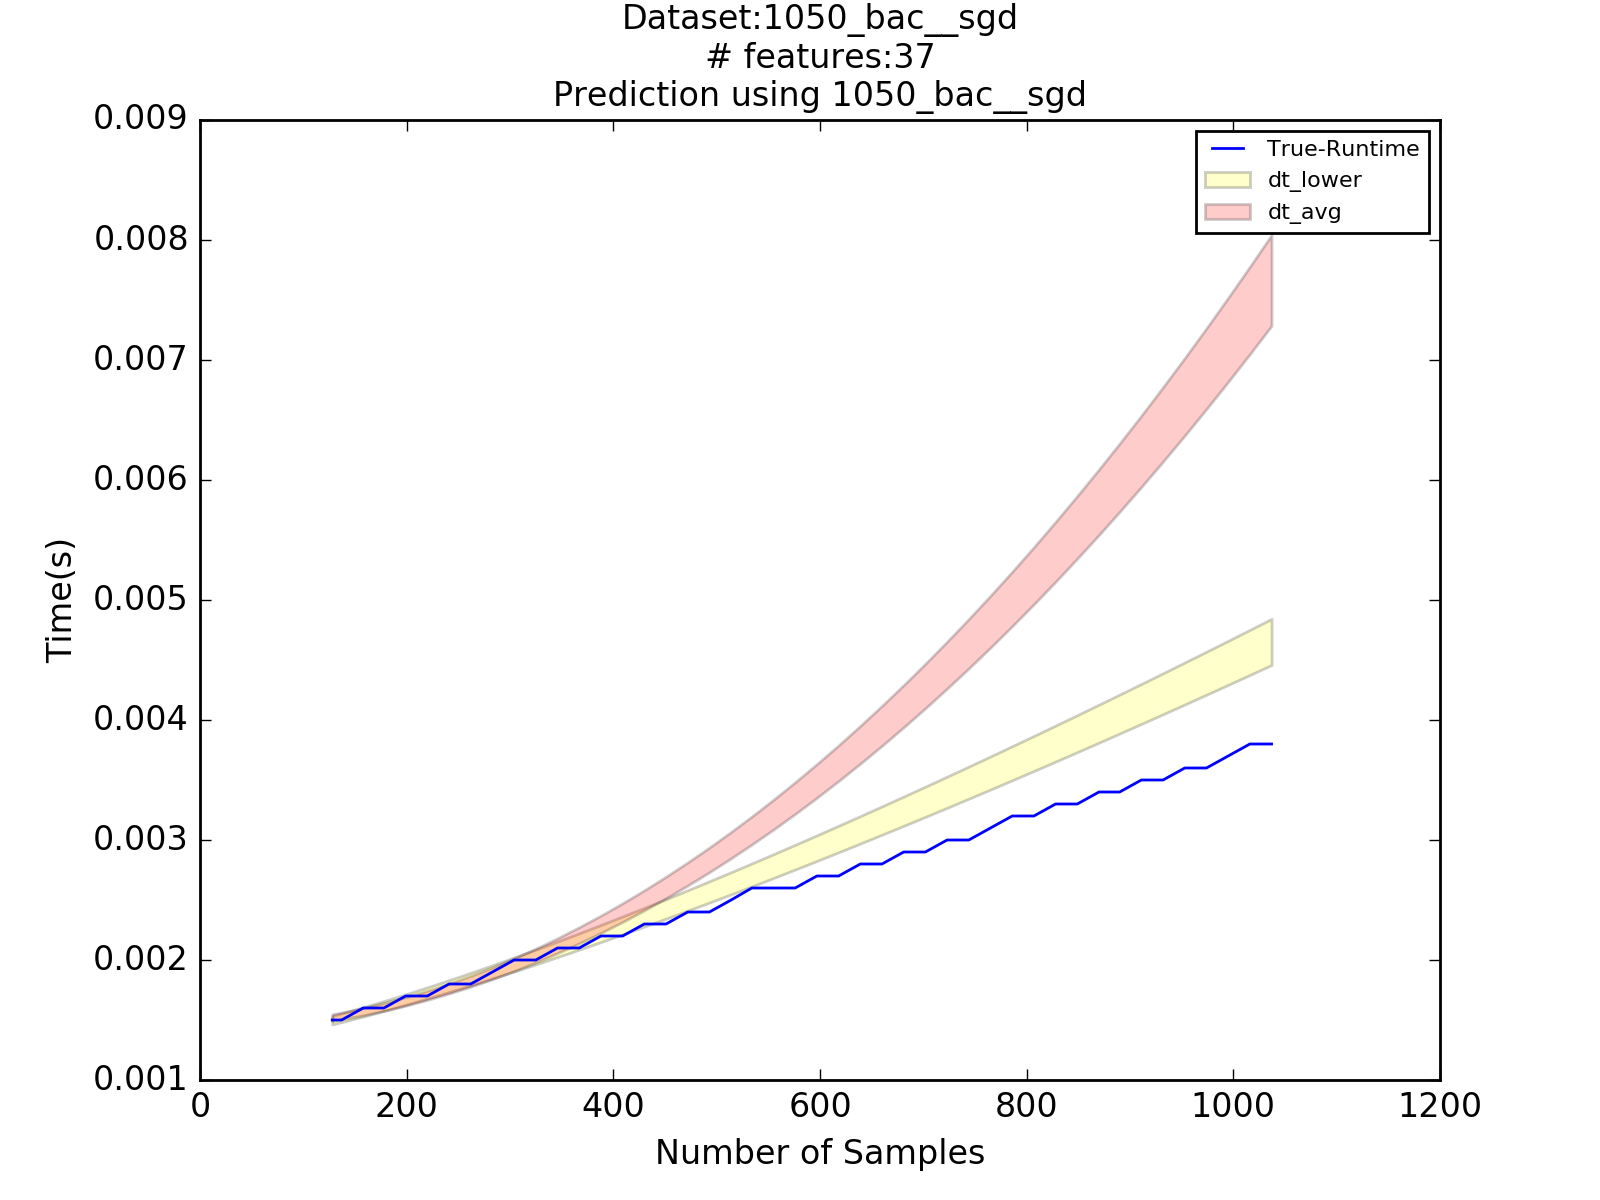 Dataset:1050_bac__sgd
# features:37
Prediction using 1050_bac__sgd
True-Runtime
dt_lower
dt_avg
0.009
0.008
0.007
0.006
0.005
0.004
0.003
0.002
0.001
Time(s)
0 200 400 600 800 1000 1200
Number of Samples